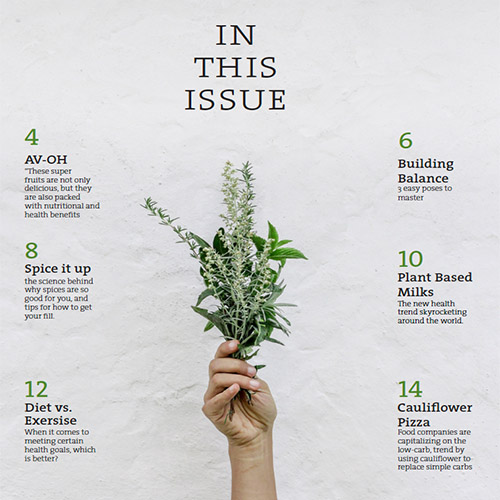 IN
THIS
ISSUE
4
AV-OH
"These super
fruits are not only
delicious, but they
are also packed
with nutritional and
health benefits
6
Building
Balance
3 easy poses to
master
8
Spice it up
the science behind
why spices are so
good for you, and
tips for how to get
your fill.
10
Plant Based
Milks
The new health
trend skyrocketing
around the world.
12
Diet vs.
Exersise
When it comes to
meeting certain
health goals, which
is better?
14
Cauliflower
Pizza
Food companies are
capitalizing on the
low-carb, trend by
using cauliflower to
replace simple carbs